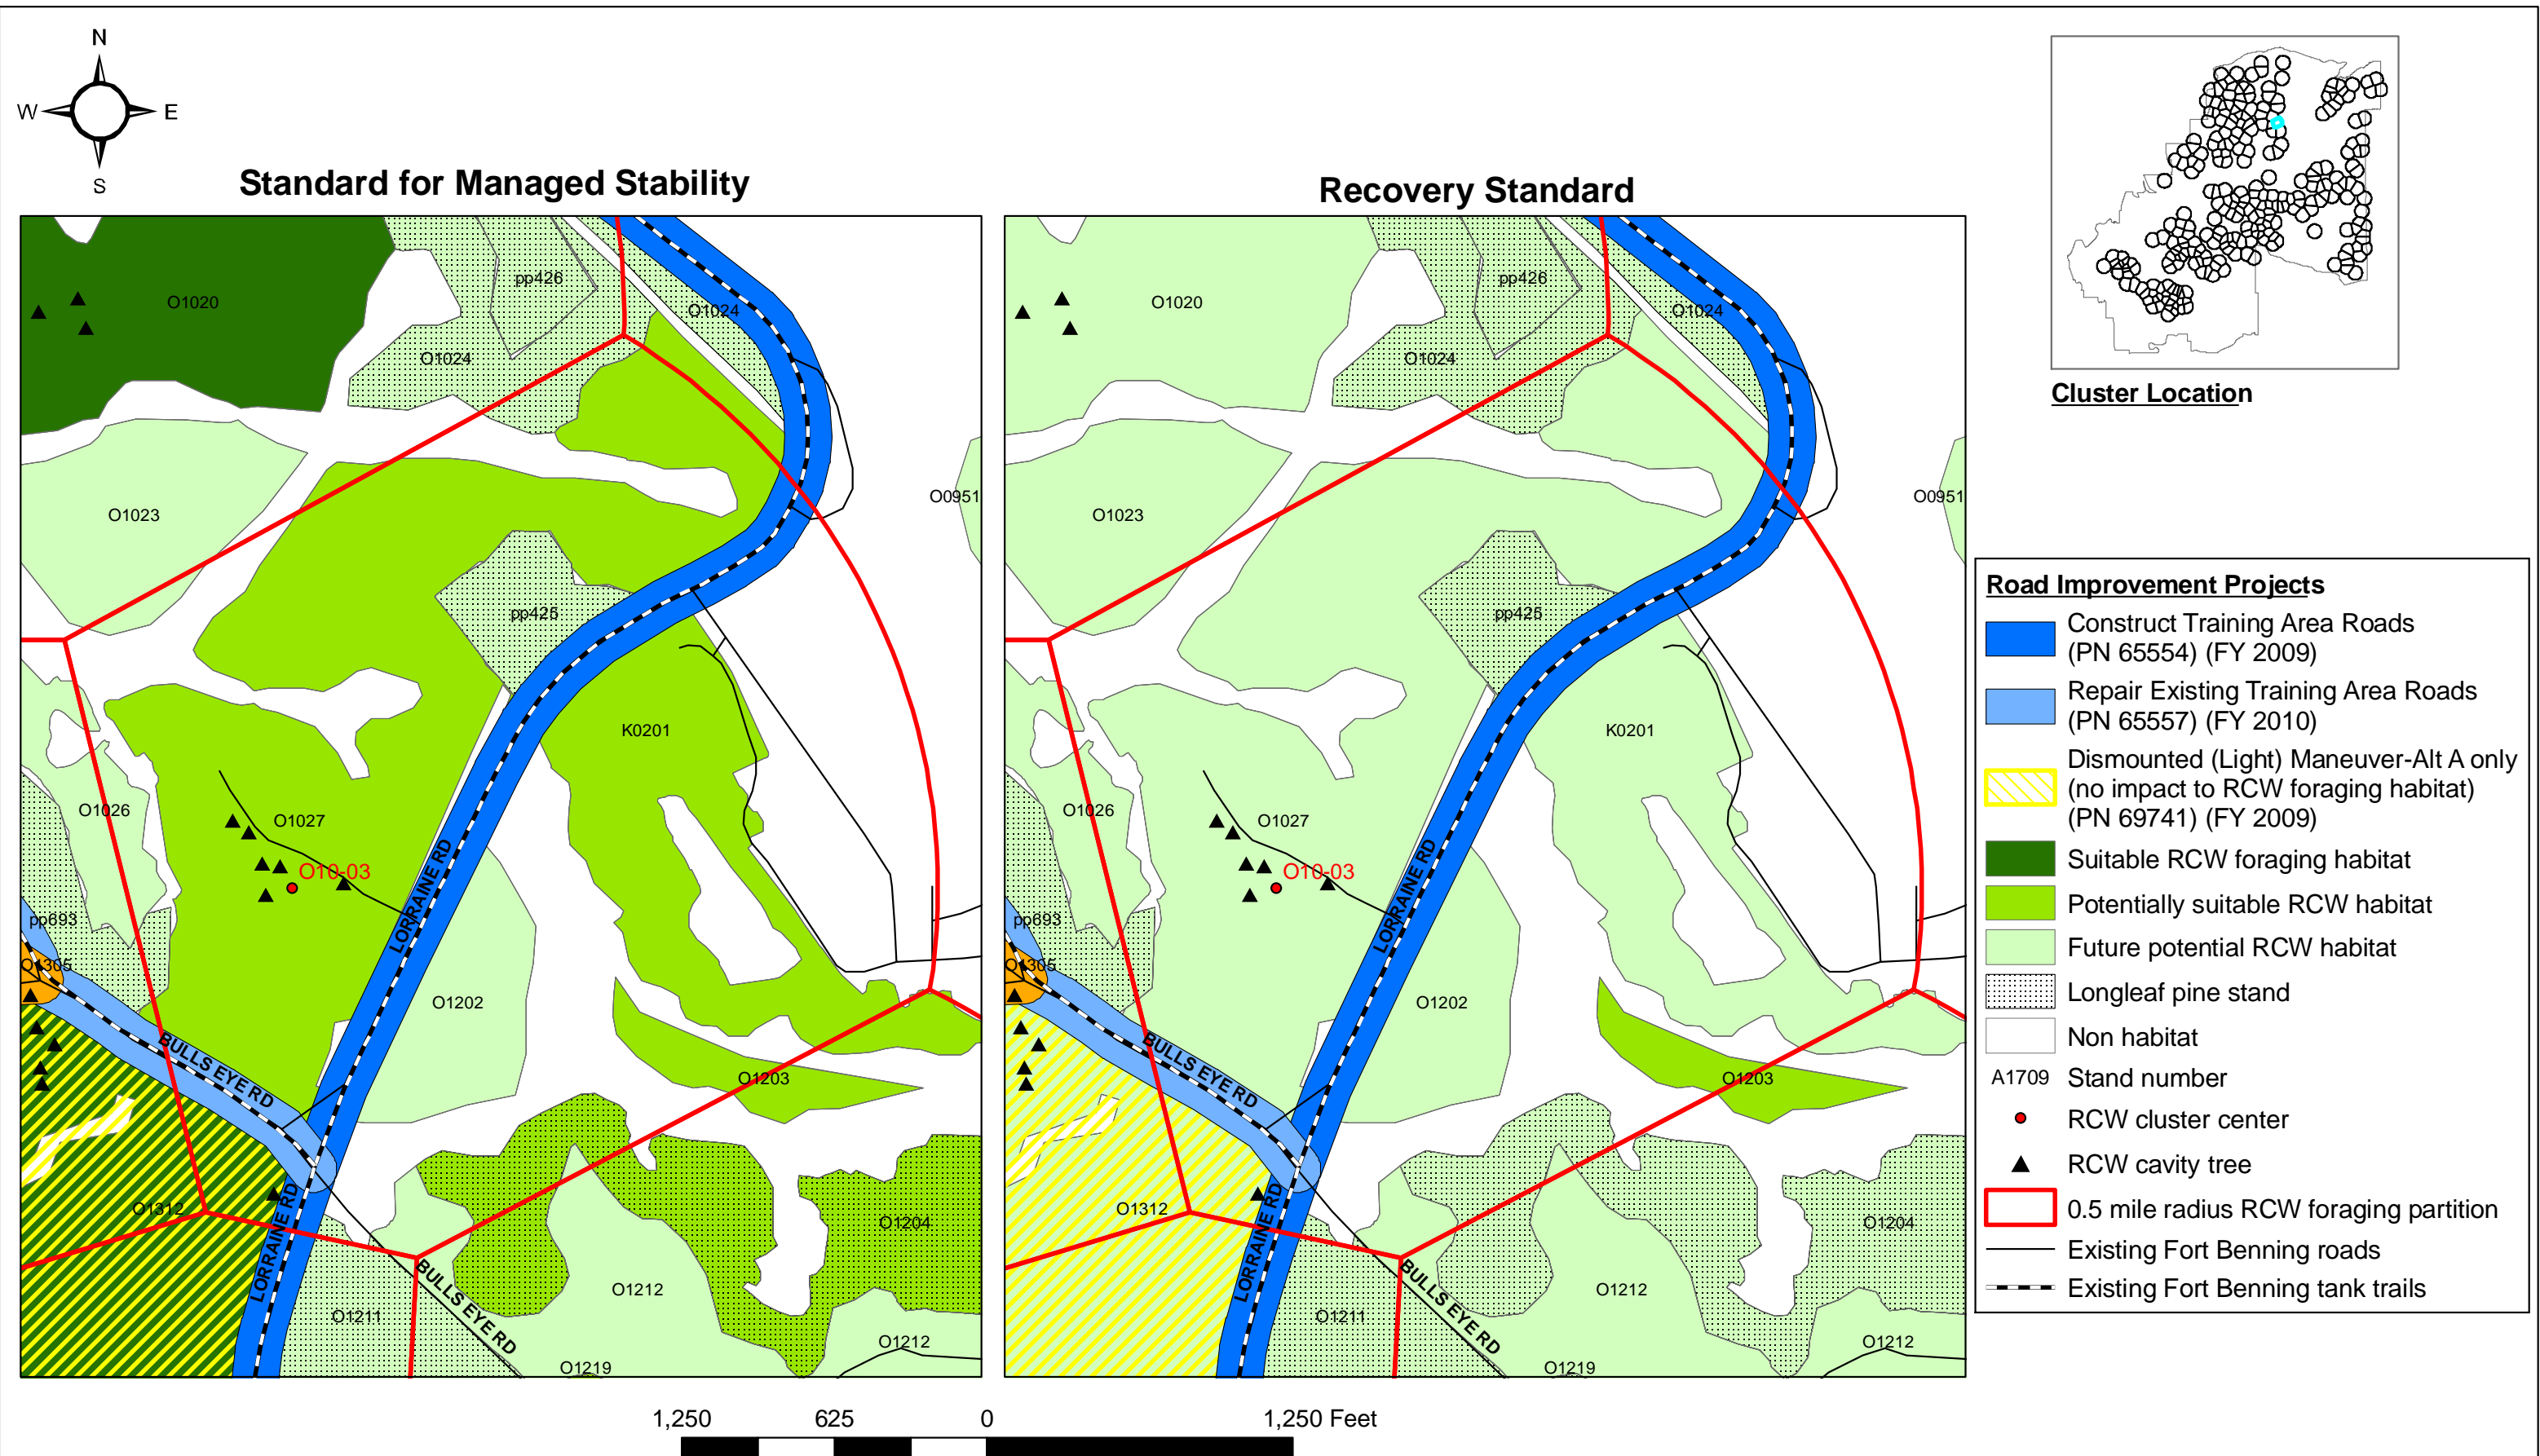 N
W
E
S
Standard for Managed Stability
Recovery Standard
Cluster Location
O1020
pp426
O1024
O1024
O1023
O0951
pp425
K0201
O1026
O1027
O10-03
LORRAINE RD
pp693
O1305
O1202
BULLS EYE RD
O1203
O1312
LORRAINE RD
O1204
BULLS EYE RD
O1212
O1211
O1212
O1219
O1020
pp426
O1024
O1024
O1023
O0951
pp425
K0201
O1026
O1027
O10-03
LORRAINE RD
pp693
O1305
O1202
BULLS EYE RD
O1203
O1312
LORRAINE RD
O1204
BULLS EYE RD
O1212
O1211
O1212
O1219
Road Improvement Projects
Construct Training Area Roads
(PN 65554) (FY 2009)
Repair Existing Training Area Roads
(PN 65557) (FY 2010)
Dismounted (Light) Maneuver-Alt A only
(no impact to RCW foraging habitat)
(PN 69741) (FY 2009)
Suitable RCW foraging habitat
Potentially suitable RCW habitat
Future potential RCW habitat
Longleaf pine stand
Non habitat
A1709 Stand number
RCW cluster center
RCW cavity tree
0.5 mile radius RCW foraging partition
Existing Fort Benning roads
Existing Fort Benning tank trails
1,250 625 0 1,250 Feet